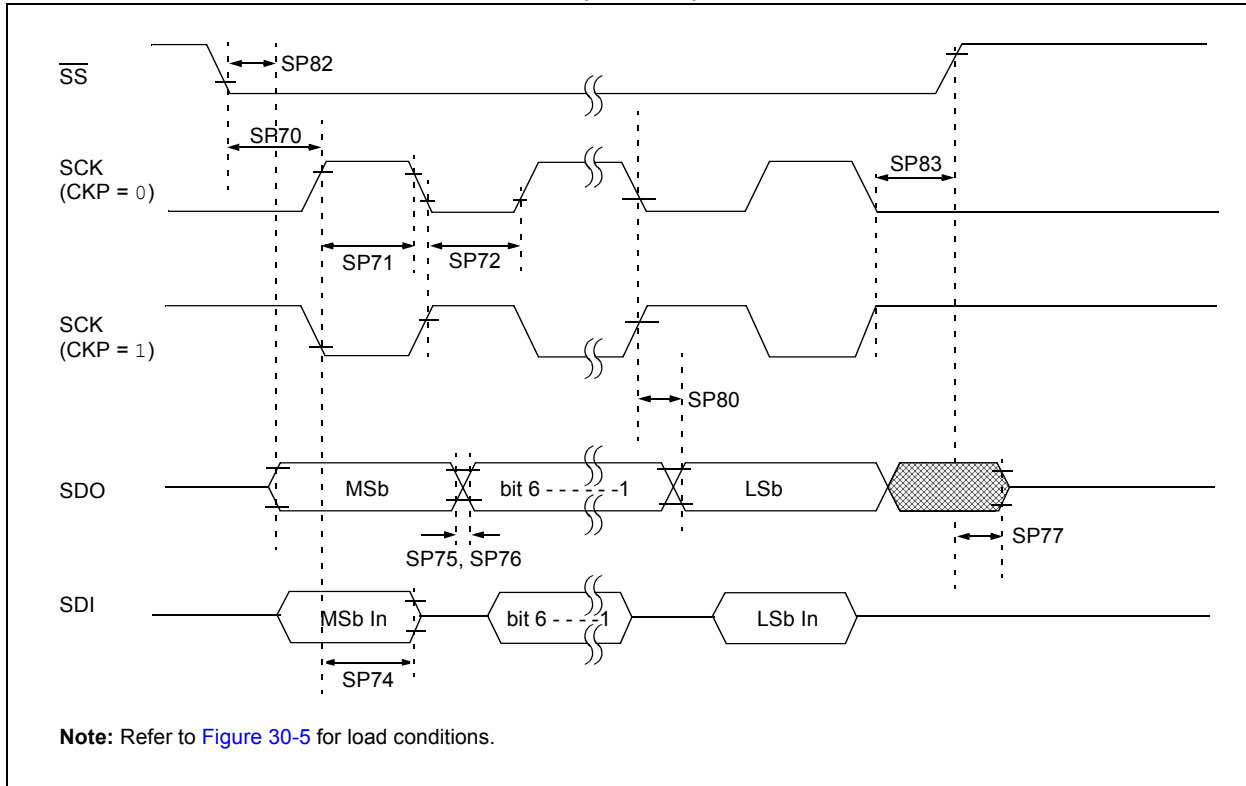 SS
SP82
SP70
SCK
(CKP = 0)
SP83
SP71
SP72
SCK
(CKP = 1)
SP80
SDO
MSb
bit 6 - - - - - -1
LSb
SP75, SP76
SP77
SDI
MSb In
bit 6 - - - -1
LSb In
SP74
Note: Refer to Figure 30-5 for load conditions.